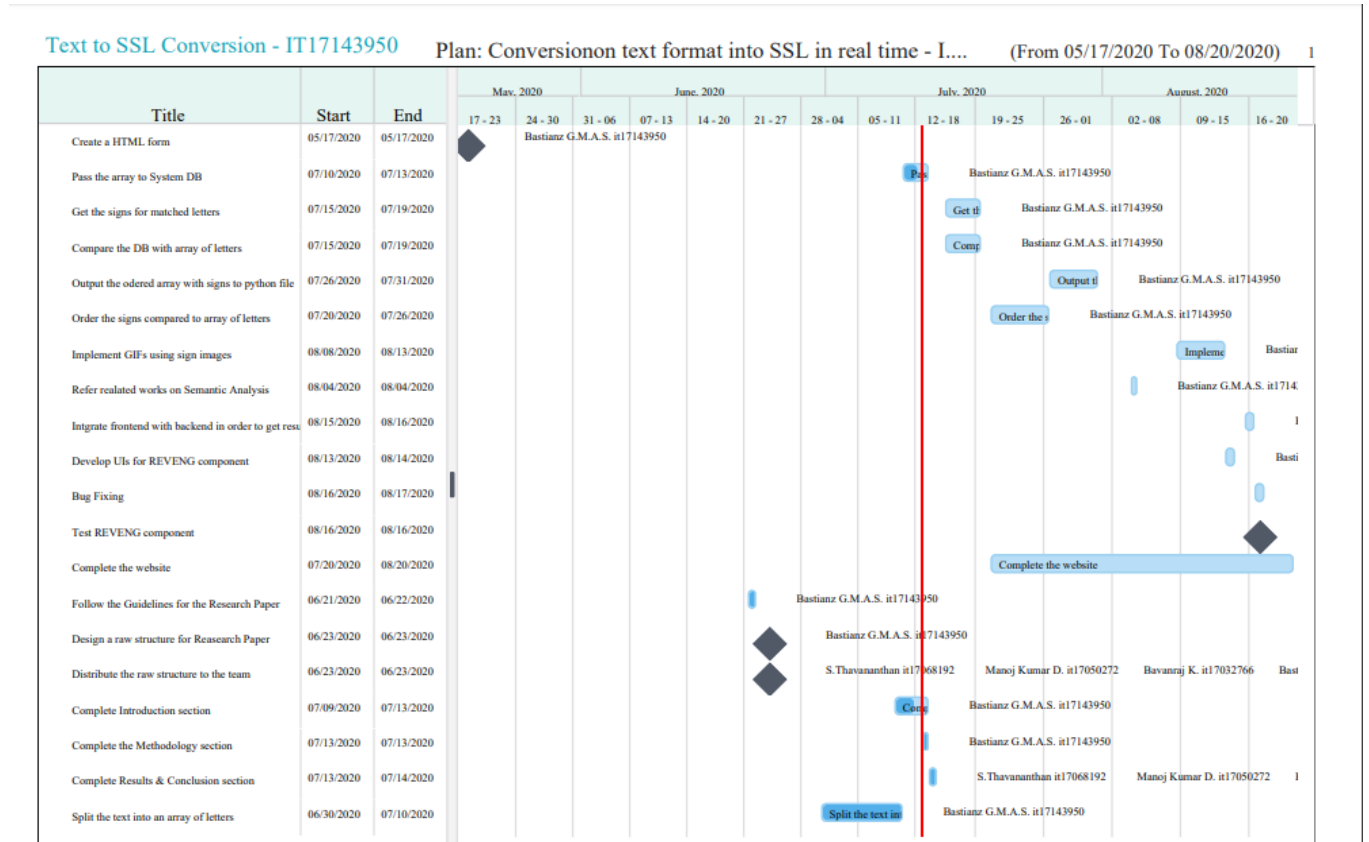 Text to SSL Conversion - IT17143950 Plan: Conversionon text format into SSL in real time - I.... (From 05/17/2020 To 08/20/2020) 1
May, 2020 June, 2020 July, 2020 August, 2020
Title Start End 17 - 23 24 - 30 31 - 06 07 - 13 14 - 20 21 - 27 28 - 04 05 - 11 12 - 18 19 - 25 26 - 01 02 - 08 09 - 15 16 - 20
Create a HTML form 05/17/2020 05/17/2020 Bastianz G.M.A.S. it17143950
Pass the array to System DB 07/10/2020 07/13/2020 Pas Bastianz G.M.A.S. it17143950
Get the signs for matched letters 07/15/2020 07/19/2020 Get th Bastianz G.M.A.S. it17143950
Compare the DB with array of letters 07/15/2020 07/19/2020 Comp Bastianz G.M.A.S. it17143950
Output the odered array with signs to python file 07/26/2020 07/31/2020 Output tl Bastianz G.M.A.S. it17143950
Order the signs compared to array of letters 07/20/2020 07/26/2020 Order the s Bastianz G.M.A.S. it17143950
Implement GIFs using sign images 08/08/2020 08/13/2020 Impleme Bastian
Refer realated works on Semantic Analysis 08/04/2020 08/04/2020 Bastianz G.M.A.S. it1714
Intgrate frontend with backend in order to get resu 08/15/2020 08/16/2020
Develop UIs for REVENG component 08/13/2020 08/14/2020 Basti
Bug Fixing 08/16/2020 08/17/2020
Test REVENG component 08/16/2020 08/16/2020
Complete the website 07/20/2020 08/20/2020 Complete the website
Follow the Guidelines for the Research Paper 06/21/2020 06/22/2020 Bastianz G.M.A.S. it17143950
Design a raw structure for Reasearch Paper 06/23/2020 06/23/2020 Bastianz G.M.A.S. it17143950
Distribute the raw structure to the team 06/23/2020 06/23/2020 S.Thavananthan it17068192 Manoj Kumar D. it17050272 Bavanraj K. it17032766 Bast
Complete Introduction section 07/09/2020 07/13/2020 Comp Bastianz G.M.A.S. it17143950
Complete the Methodology section 07/13/2020 07/13/2020 Bastianz G.M.A.S. it17143950
Complete Results & Conclusion section 07/13/2020 07/14/2020 S.Thavananthan it17068192 Manoj Kumar D. it17050272
Split the text into an array of letters 06/30/2020 07/10/2020 Split the text int Bastianz G.M.A.S. it17143950